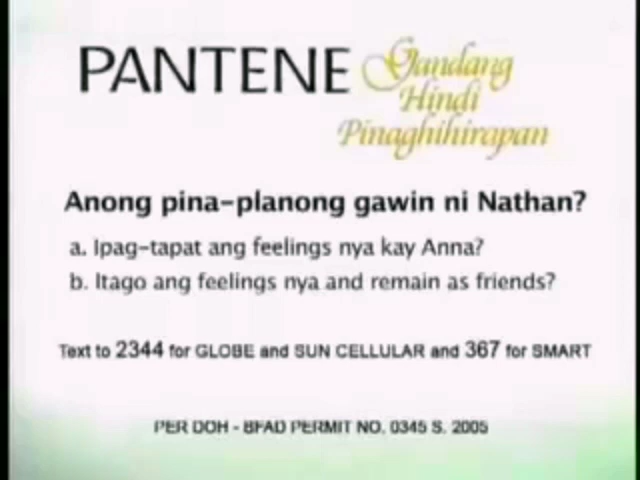 PANTENE Gandang
Hindi
Pinaghihirapan
Anong pina-planong gawin ni Nathan?
a. Ipag-tapat ang feelings nya kay Anna?
b. Itago ang feelings nya and remain as friends?
Text to 2344 for GLOBE and SUN CELLULAR and 367 for SMART
PER DOH - BFAD PERMIT NO. 0345 S. 2005